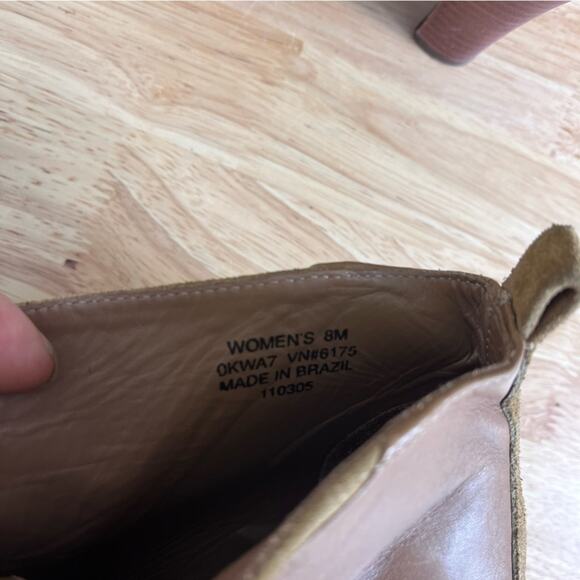 WOMEN'S 8M
0KWA7 VN#6175
MADE IN BRAZIL
110305